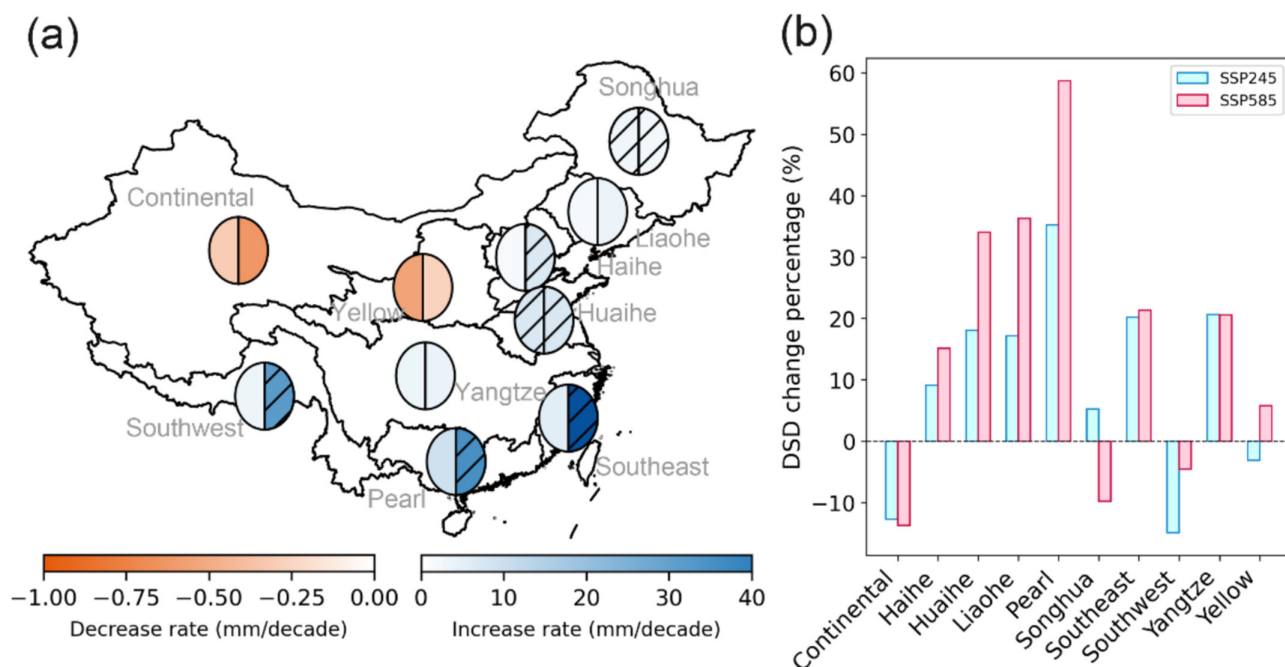 (a)
Songhua
Continental
Liaohe
Haihe
Yellow
Huaihe
Yangtze
Southwest
Southeast
Pearl
−1.00 −0.75 −0.50 −0.25 0.00
Decrease rate (mm/decade)
0 10 20 30 40
Increase rate (mm/decade)
(b)
SSP245
SSP585
60
50
40
30
20
10
0
−10
DSD change percentage (%)
Continental
Haihe
Huaihe
Liaohe
Pearl
Songhua
Southeast
Southwest
Yangtze
Yellow